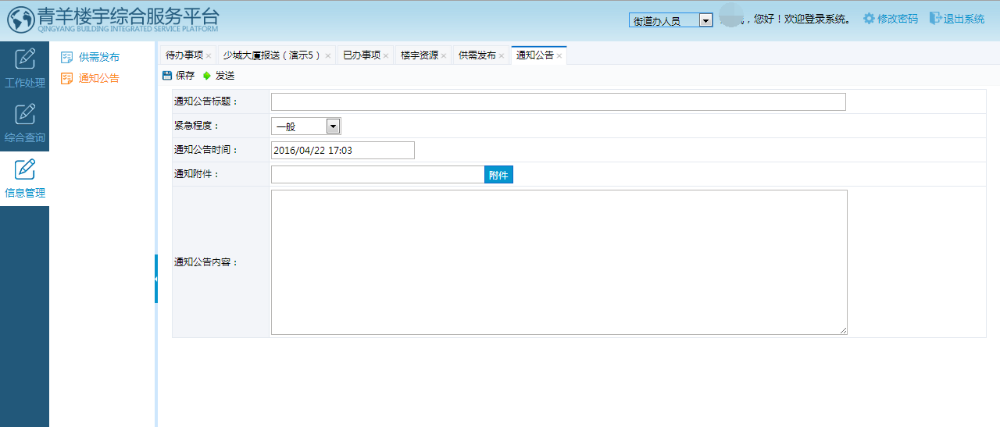 青羊楼宇综合服务平台
QINGYANG BUILDING INTEGRATED SERVICE PLATFORM
街道办人员
，您好！欢迎登录系统。
修改密码
退出系统
工作处理
综合查询
信息管理
供需发布
通知公告
待办事项×
少城大厦报送（演示5）×
已办事项×
楼宇资源×
供需发布×
通知公告×
保存
发送
通知公告标题：
紧急程度：
一般
通知公告时间：
2016/04/22 17:03
通知附件：
附件
通知公告内容：